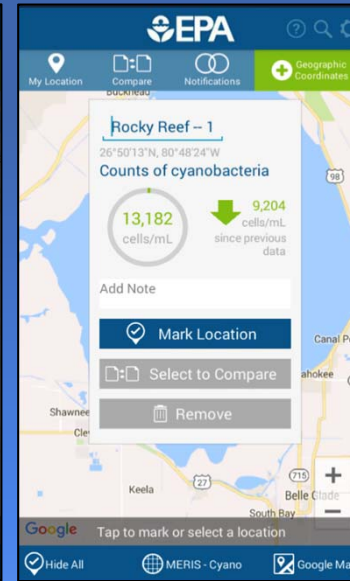 EPA
My Location
Compare
Notifications
Geographic
Coordinates
Buckhead
Rocky Reef -- 1
26°50'13"N, 80°48'24"W
Counts of cyanobacteria
13,182
cells/mL
9,204
cells/mL
since previous
data
Add Note
Mark Location
Select to Compare
Remove
98
Canal P
ahokee
Shawnee
Cle
Keela
27
715
+
Belle Glade
South Bay
−
Google
Tap to mark or select a location
Hide All
MERIS - Cyano
Google Ma